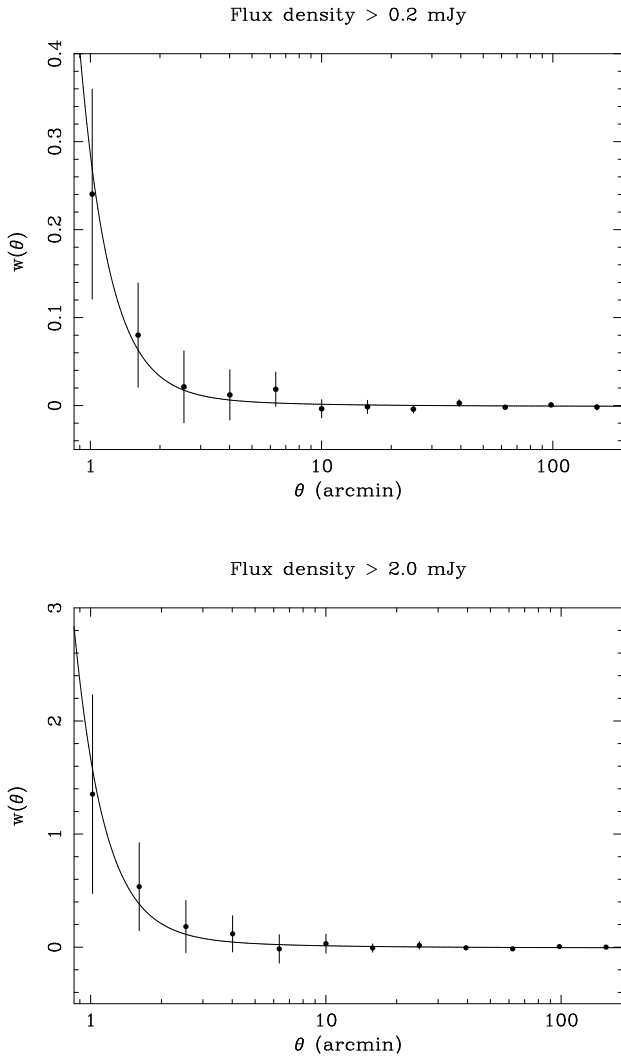 Flux density > 0.2 mJy
0.4
0.3
0.2
0.1
0
w(θ)
1 10 100
θ (arcmin)
Flux density > 2.0 mJy
3
2
1
0
w(θ)
1 10 100
θ (arcmin)